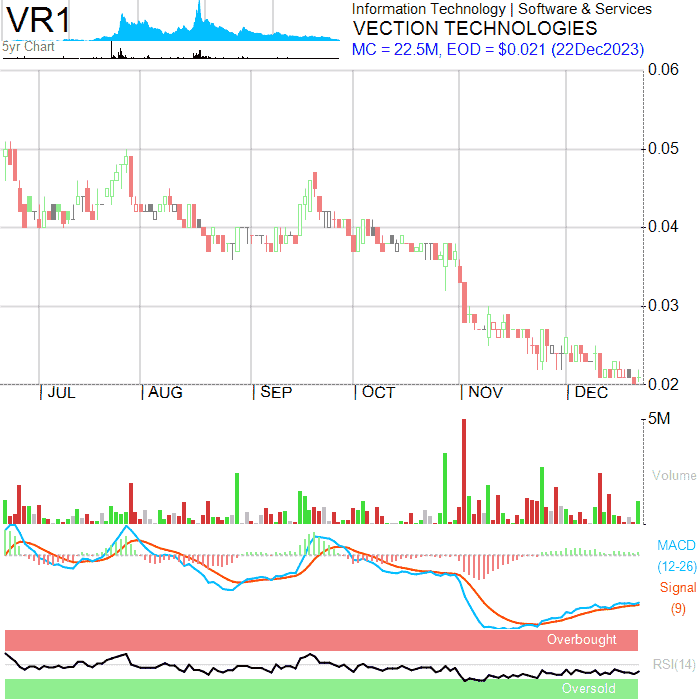 VR1
5yr Chart
Information Technology | Software & Services
VECTION TECHNOLOGIES
MC = 22.5M, EOD = $0.021 (22Dec2023)
0.06
0.05
0.04
0.03
0.02
JUL AUG SEP OCT NOV DEC
5M
Volume
MACD
(12-26)
Signal
(9)
Overbought
RSI(14)
Oversold